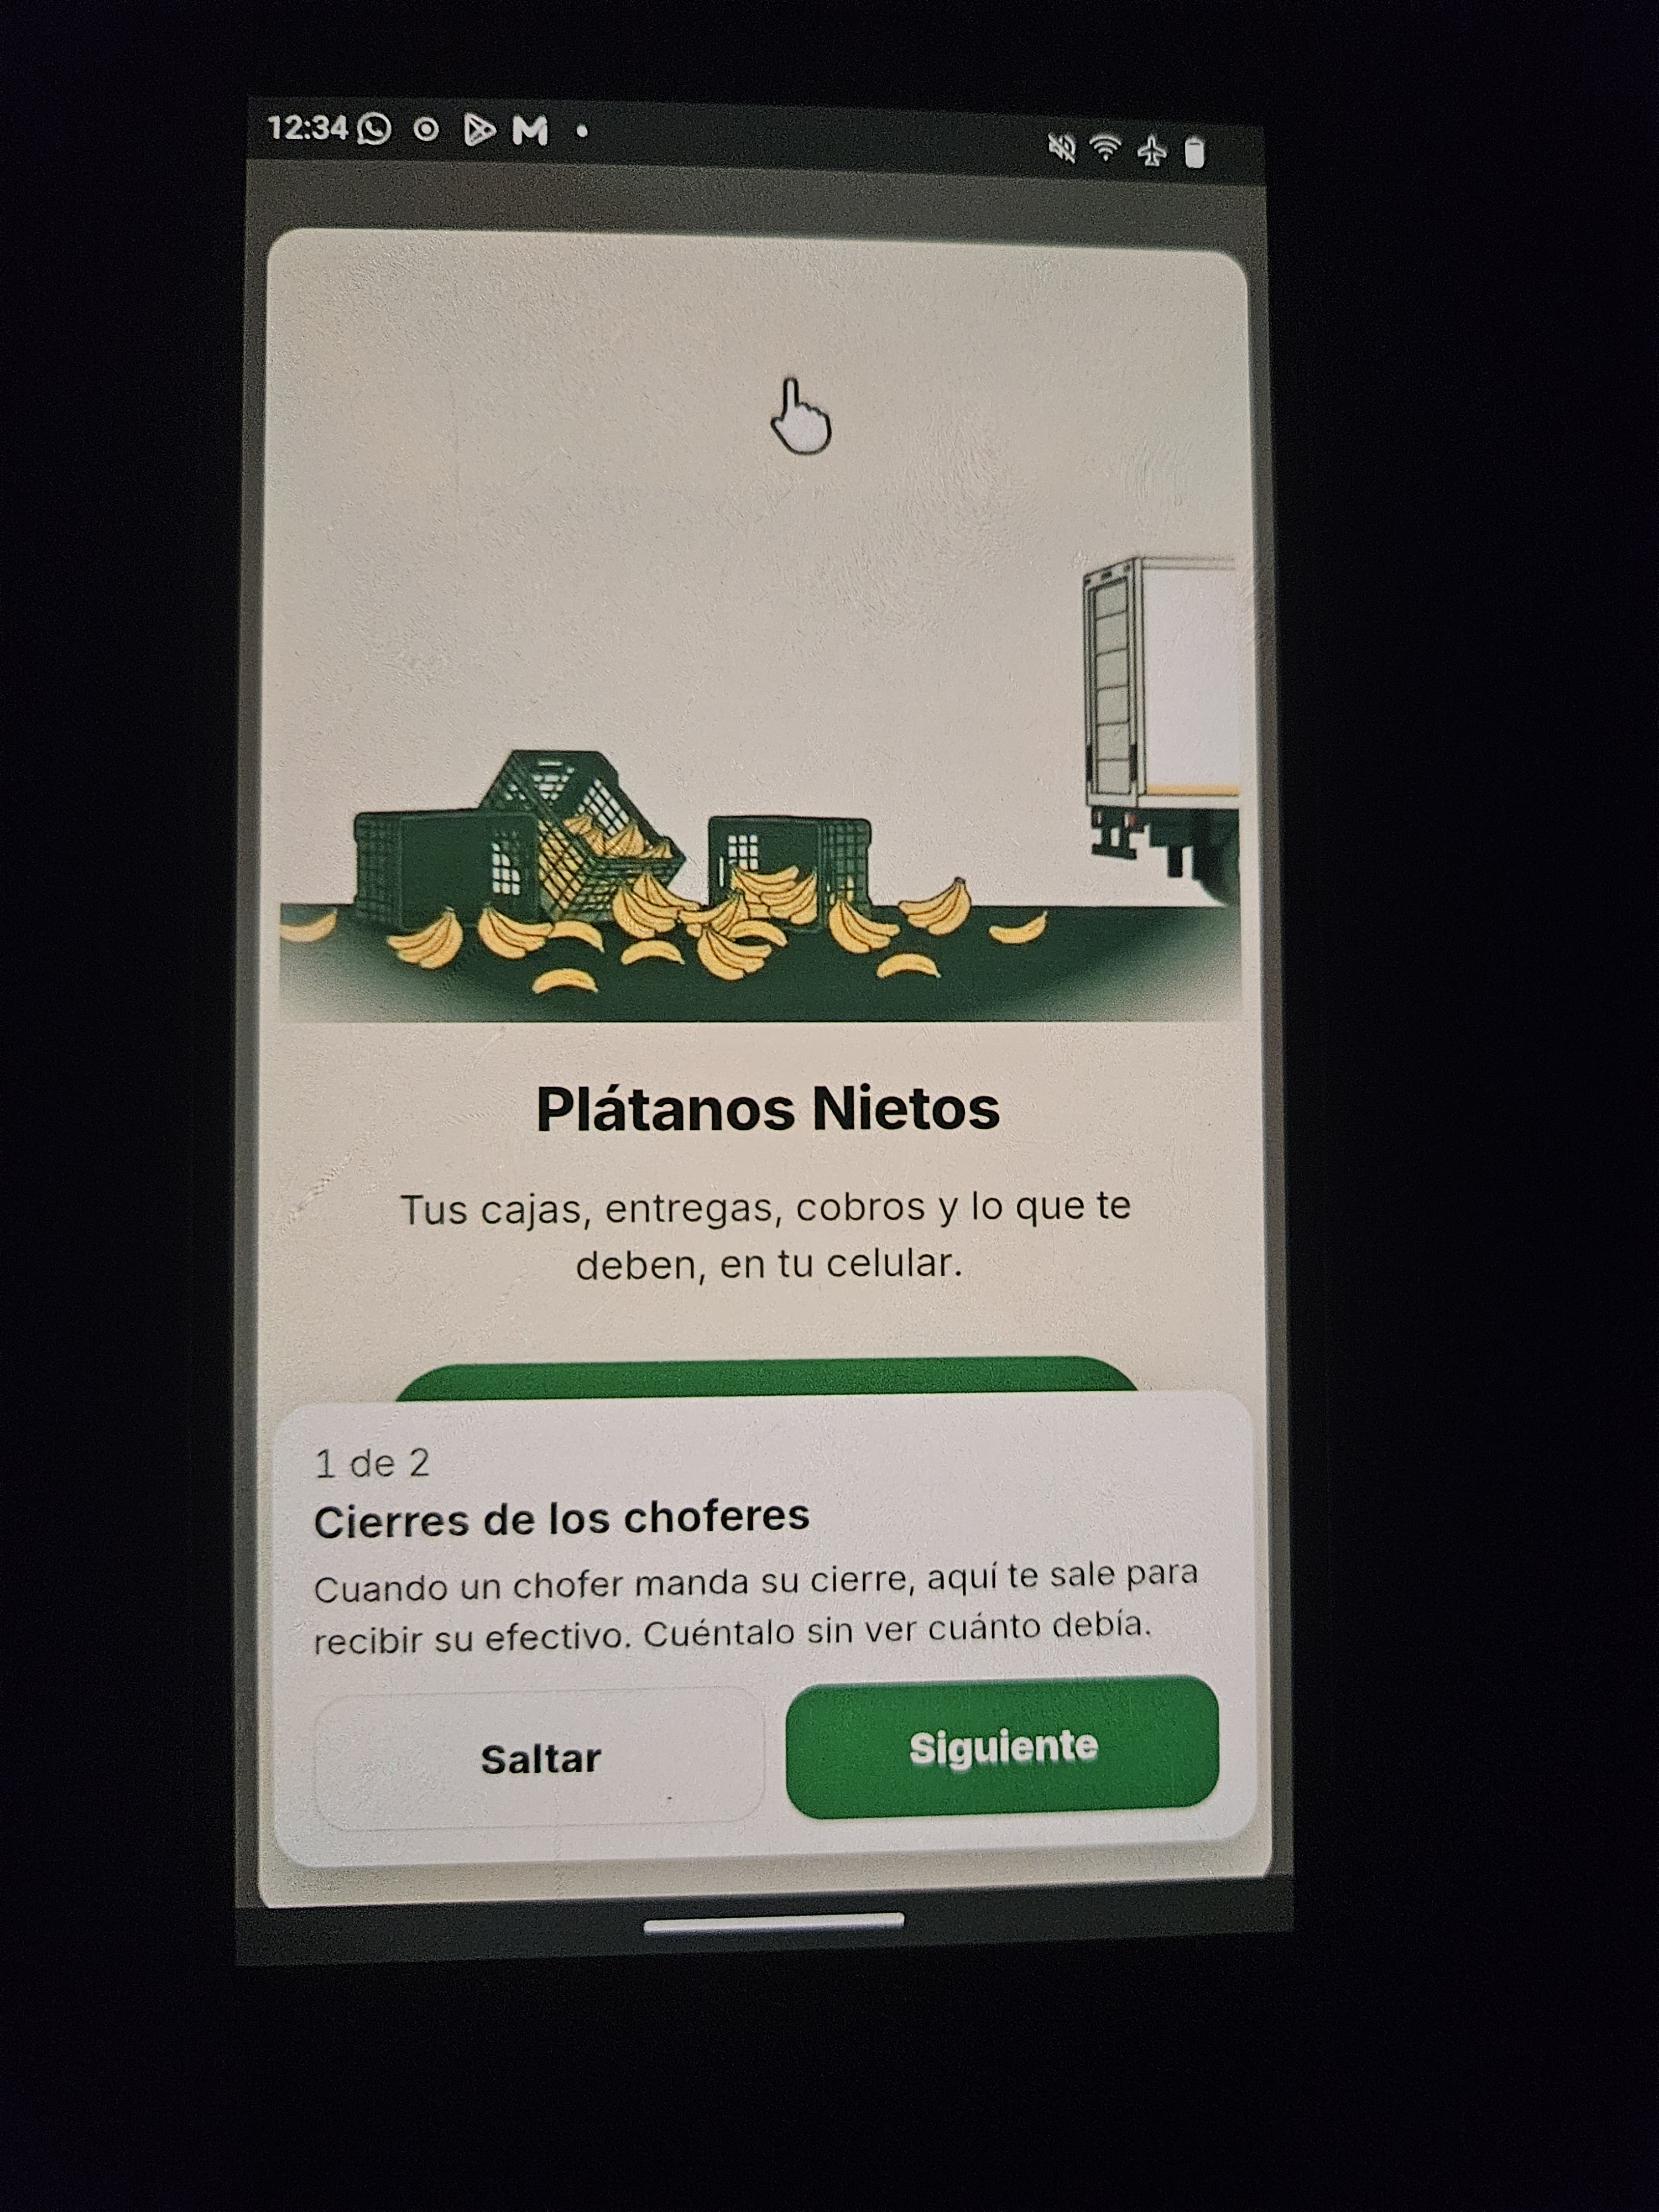 12:34
Plátanos Nietos
Tus cajas, entregas, cobros y lo que te
deben, en tu celular.
1 de 2
Cierres de los choferes
Cuando un chofer manda su cierre, aquí te sale para
recibir su efectivo. Cuéntalo sin ver cuánto debía.
Saltar
Siguiente